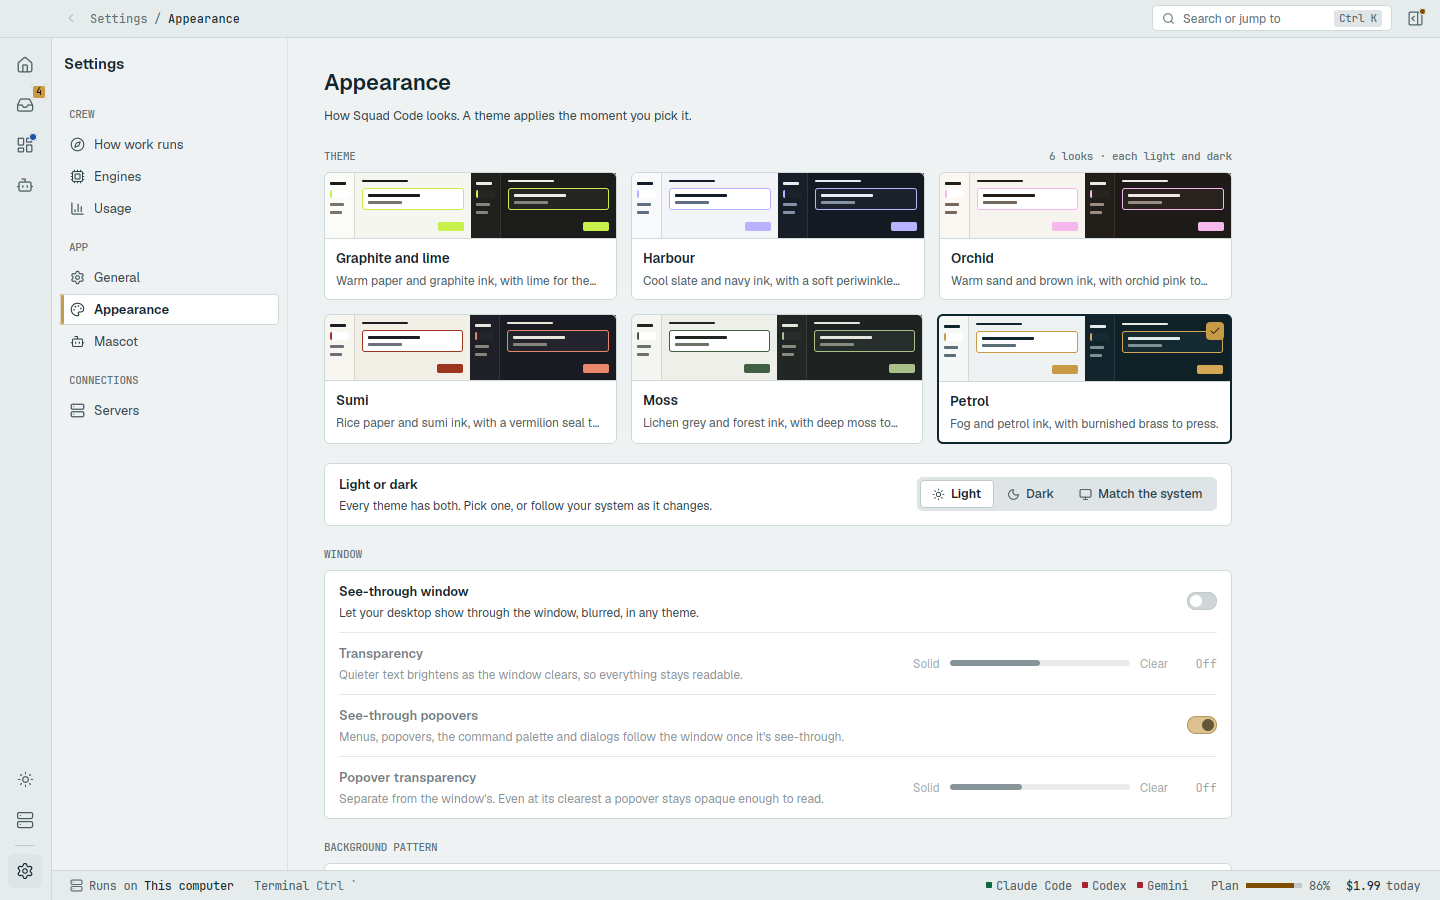 Settings / Appearance
Search or jump to
Ctrl K
Settings
4
CREW
How work runs
Engines
Usage
APP
General
Appearance
Mascot
CONNECTIONS
Servers
Appearance
How Squad Code looks. A theme applies the moment you pick it.
THEME
6 looks · each light and dark
Graphite and lime
Warm paper and graphite ink, with lime for the…
Harbour
Cool slate and navy ink, with a soft periwinkle…
Orchid
Warm sand and brown ink, with orchid pink to…
Sumi
Rice paper and sumi ink, with a vermilion seal t…
Moss
Lichen grey and forest ink, with deep moss to…
Petrol
Fog and petrol ink, with burnished brass to press.
Light or dark
Every theme has both. Pick one, or follow your system as it changes.
Light
Dark
Match the system
WINDOW
See-through window
Let your desktop show through the window, blurred, in any theme.
Transparency
Quieter text brightens as the window clears, so everything stays readable.
Solid
Clear
Off
See-through popovers
Menus, popovers, the command palette and dialogs follow the window once it's see-through.
Popover transparency
Separate from the window's. Even at its clearest a popover stays opaque enough to read.
Solid
Clear
Off
BACKGROUND PATTERN
Runs on This computer
Terminal Ctrl `
Claude Code
Codex
Gemini
Plan
86%
$1.99 today